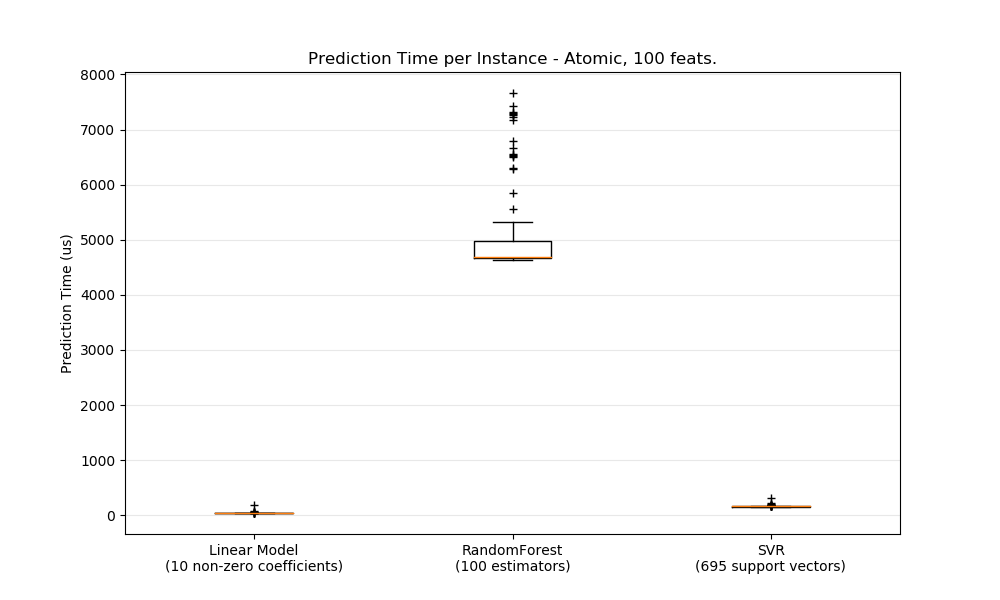 Prediction Time per Instance - Atomic, 100 feats.
Prediction Time (us)
8000
7000
6000
5000
4000
3000
2000
1000
0
Linear Model
(10 non-zero coefficients)
RandomForest
(100 estimators)
SVR
(695 support vectors)